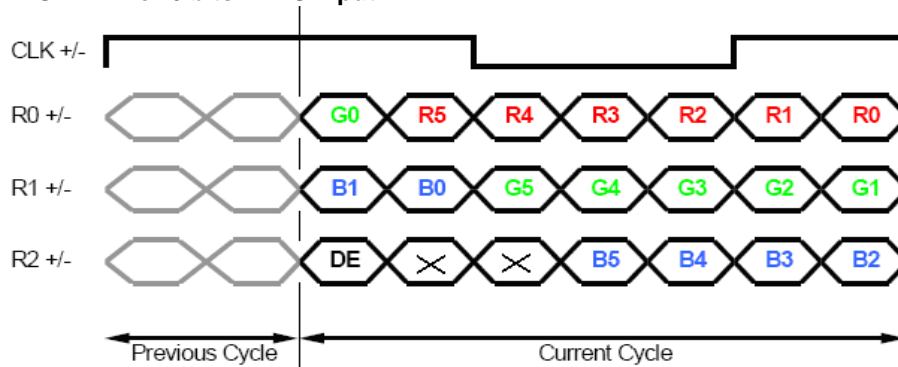 CLK +/-
R0 +/- G0 R5 R4 R3 R2 R1 R0
R1 +/- B1 B0 G5 G4 G3 G2 G1
R2 +/- DE X X B5 B4 B3 B2
Previous Cycle Current Cycle